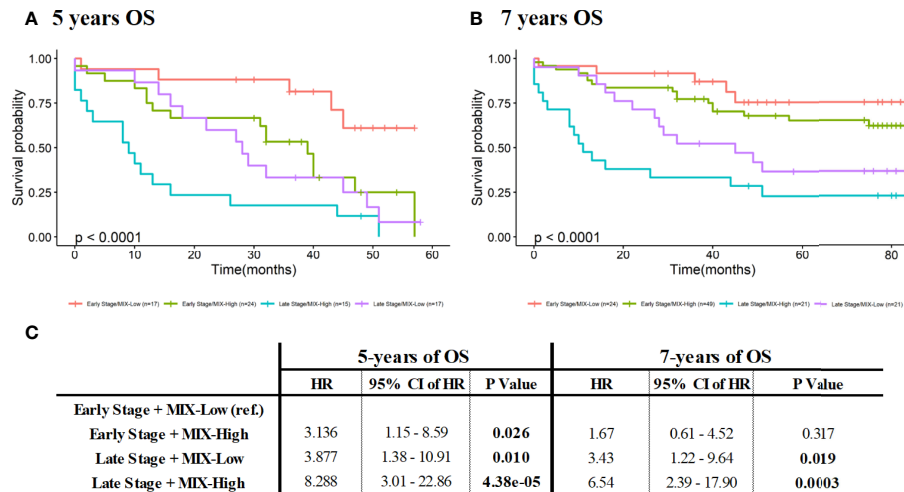 A 5 years OS
B 7 years OS
Survival probability
1.00
0.75
0.50
0.25
0.00
p < 0.0001
0 10 20 30 40 50 60
Time(months)
Early Stage/MIX-Low (n=17) Early Stage/MIX-High (n=24) Late Stage/MIX-High (n=15) Late Stage/MIX-Low (n=17)
Survival probability
1.00
0.75
0.50
0.25
0.00
p < 0.0001
0 20 40 60 80
Time(months)
Early Stage/MIX-Low (n=24) Early Stage/MIX-High (n=49) Late Stage/MIX-High (n=21) Late Stage/MIX-Low (n=21)
C
5-years of OS 7-years of OS
HR 95% CI of HR P Value HR 95% CI of HR P Value
Early Stage + MIX-Low (ref.)
Early Stage + MIX-High 3.136 1.15 - 8.59 0.026 1.67 0.61 - 4.52 0.317
Late Stage + MIX-Low 3.877 1.38 - 10.91 0.010 3.43 1.22 - 9.64 0.019
Late Stage + MIX-High 8.288 3.01 - 22.86 4.38e-05 6.54 2.39 - 17.90 0.0003